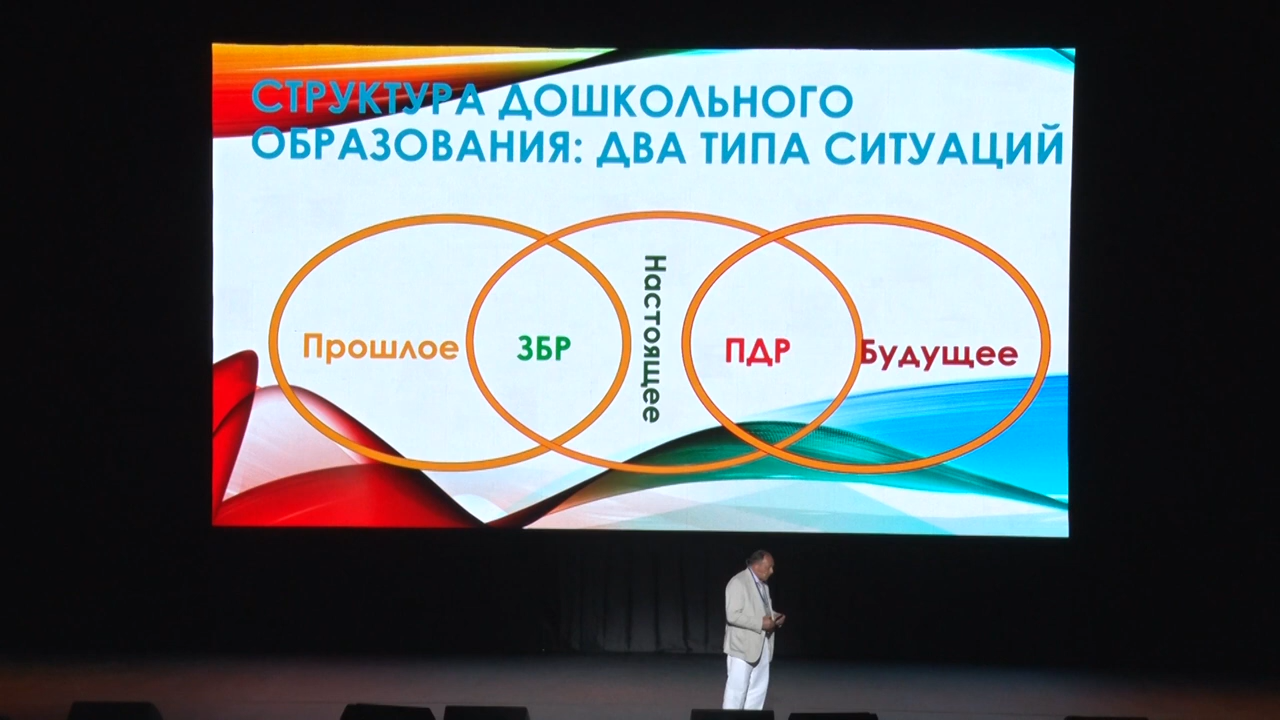 СТРУКТУРА ДОШКОЛЬНОГО
ОБРАЗОВАНИЯ: ДВА ТИПА СИТУАЦИЙ
Прошлое
ЗБР
Настоящее
ПДР
Будущее